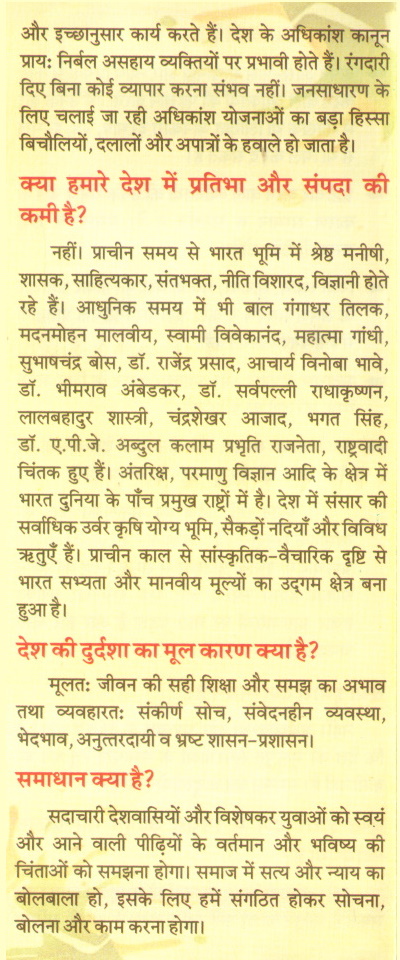 और इच्छानुसार कार्य करते हैं। देश के अधिकांश कानून
प्राय: निर्बल असहाय व्यक्तियों पर प्रभावी होते हैं। रंगदारी
दिए बिना कोई व्यापार करना संभव नहीं। जनसाधारण के
लिए चलाई जा रही अधिकांश योजनाओं का बड़ा हिस्सा
बिचौलियों, दलालों और अपात्रों के हवाले हो जाता है।
क्या हमारे देश में प्रतिभा और संपदा की
कमी है?
नहीं। प्राचीन समय से भारत भूमि में श्रेष्ठ मनीषी,
शासक, साहित्यकार, संतभक्त, नीति विशारद, विज्ञानी होते
रहे हैं। आधुनिक समय में भी बाल गंगाधर तिलक,
मदनमोहन मालवीय, स्वामी विवेकानंद, महात्मा गांधी,
सुभाषचंद्र बोस, डॉ. राजेंद्र प्रसाद, आचार्य विनोबा भावे,
डॉ. भीमराव अंबेडकर, डॉ. सर्वपल्ली राधाकृष्णन,
लालबहादुर शास्त्री, चंद्रशेखर आजाद, भगत सिंह,
डॉ. ए.पी.जे. अब्दुल कलाम प्रभृति राजनेता, राष्ट्रवादी
चिंतक हुए हैं। अंतरिक्ष, परमाणु विज्ञान आदि के क्षेत्र में
भारत दुनिया के पाँच प्रमुख राष्ट्रों में है। देश में संसार की
सर्वाधिक उर्वर कृषि योग्य भूमि, सैकड़ों नदियाँ और विविध
ऋतुएँ हैं। प्राचीन काल से सांस्कृतिक-वैचारिक दृष्टि से
भारत सभ्यता और मानवीय मूल्यों का उद्‌गम क्षेत्र बना
हुआ है।
देश की दुर्दशा का मूल कारण क्या है?
मूलत: जीवन की सही शिक्षा और समझ का अभाव
तथा व्यवहारत: संकीर्ण सोच, संवेदनहीन व्यवस्था,
भेदभाव, अनुत्तरदायी व भ्रष्ट शासन-प्रशासन।
समाधान क्या है?
सदाचारी देशवासियों और विशेषकर युवाओं को स्वयं
और आने वाली पीढ़ियों के वर्तमान और भविष्य की
चिंताओं को समझना होगा। समाज में सत्य और न्याय का
बोलबाला हो, इसके लिए हमें संगठित होकर सोचना,
बोलना और काम करना होगा।